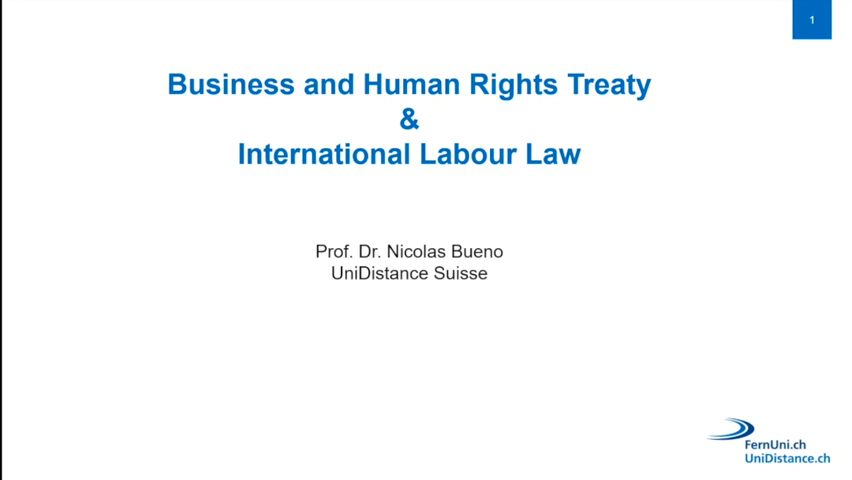 1
Business and Human Rights Treaty
&
International Labour Law
Prof. Dr. Nicolas Bueno
UniDistance Suisse
FernUni.ch
UniDistance.ch